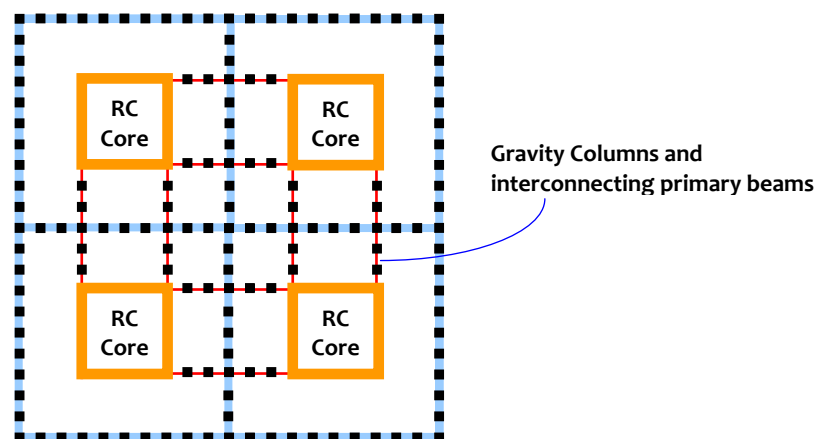 RC
Core
RC
Core
Gravity Columns and
interconnecting primary beams
RC
Core
RC
Core